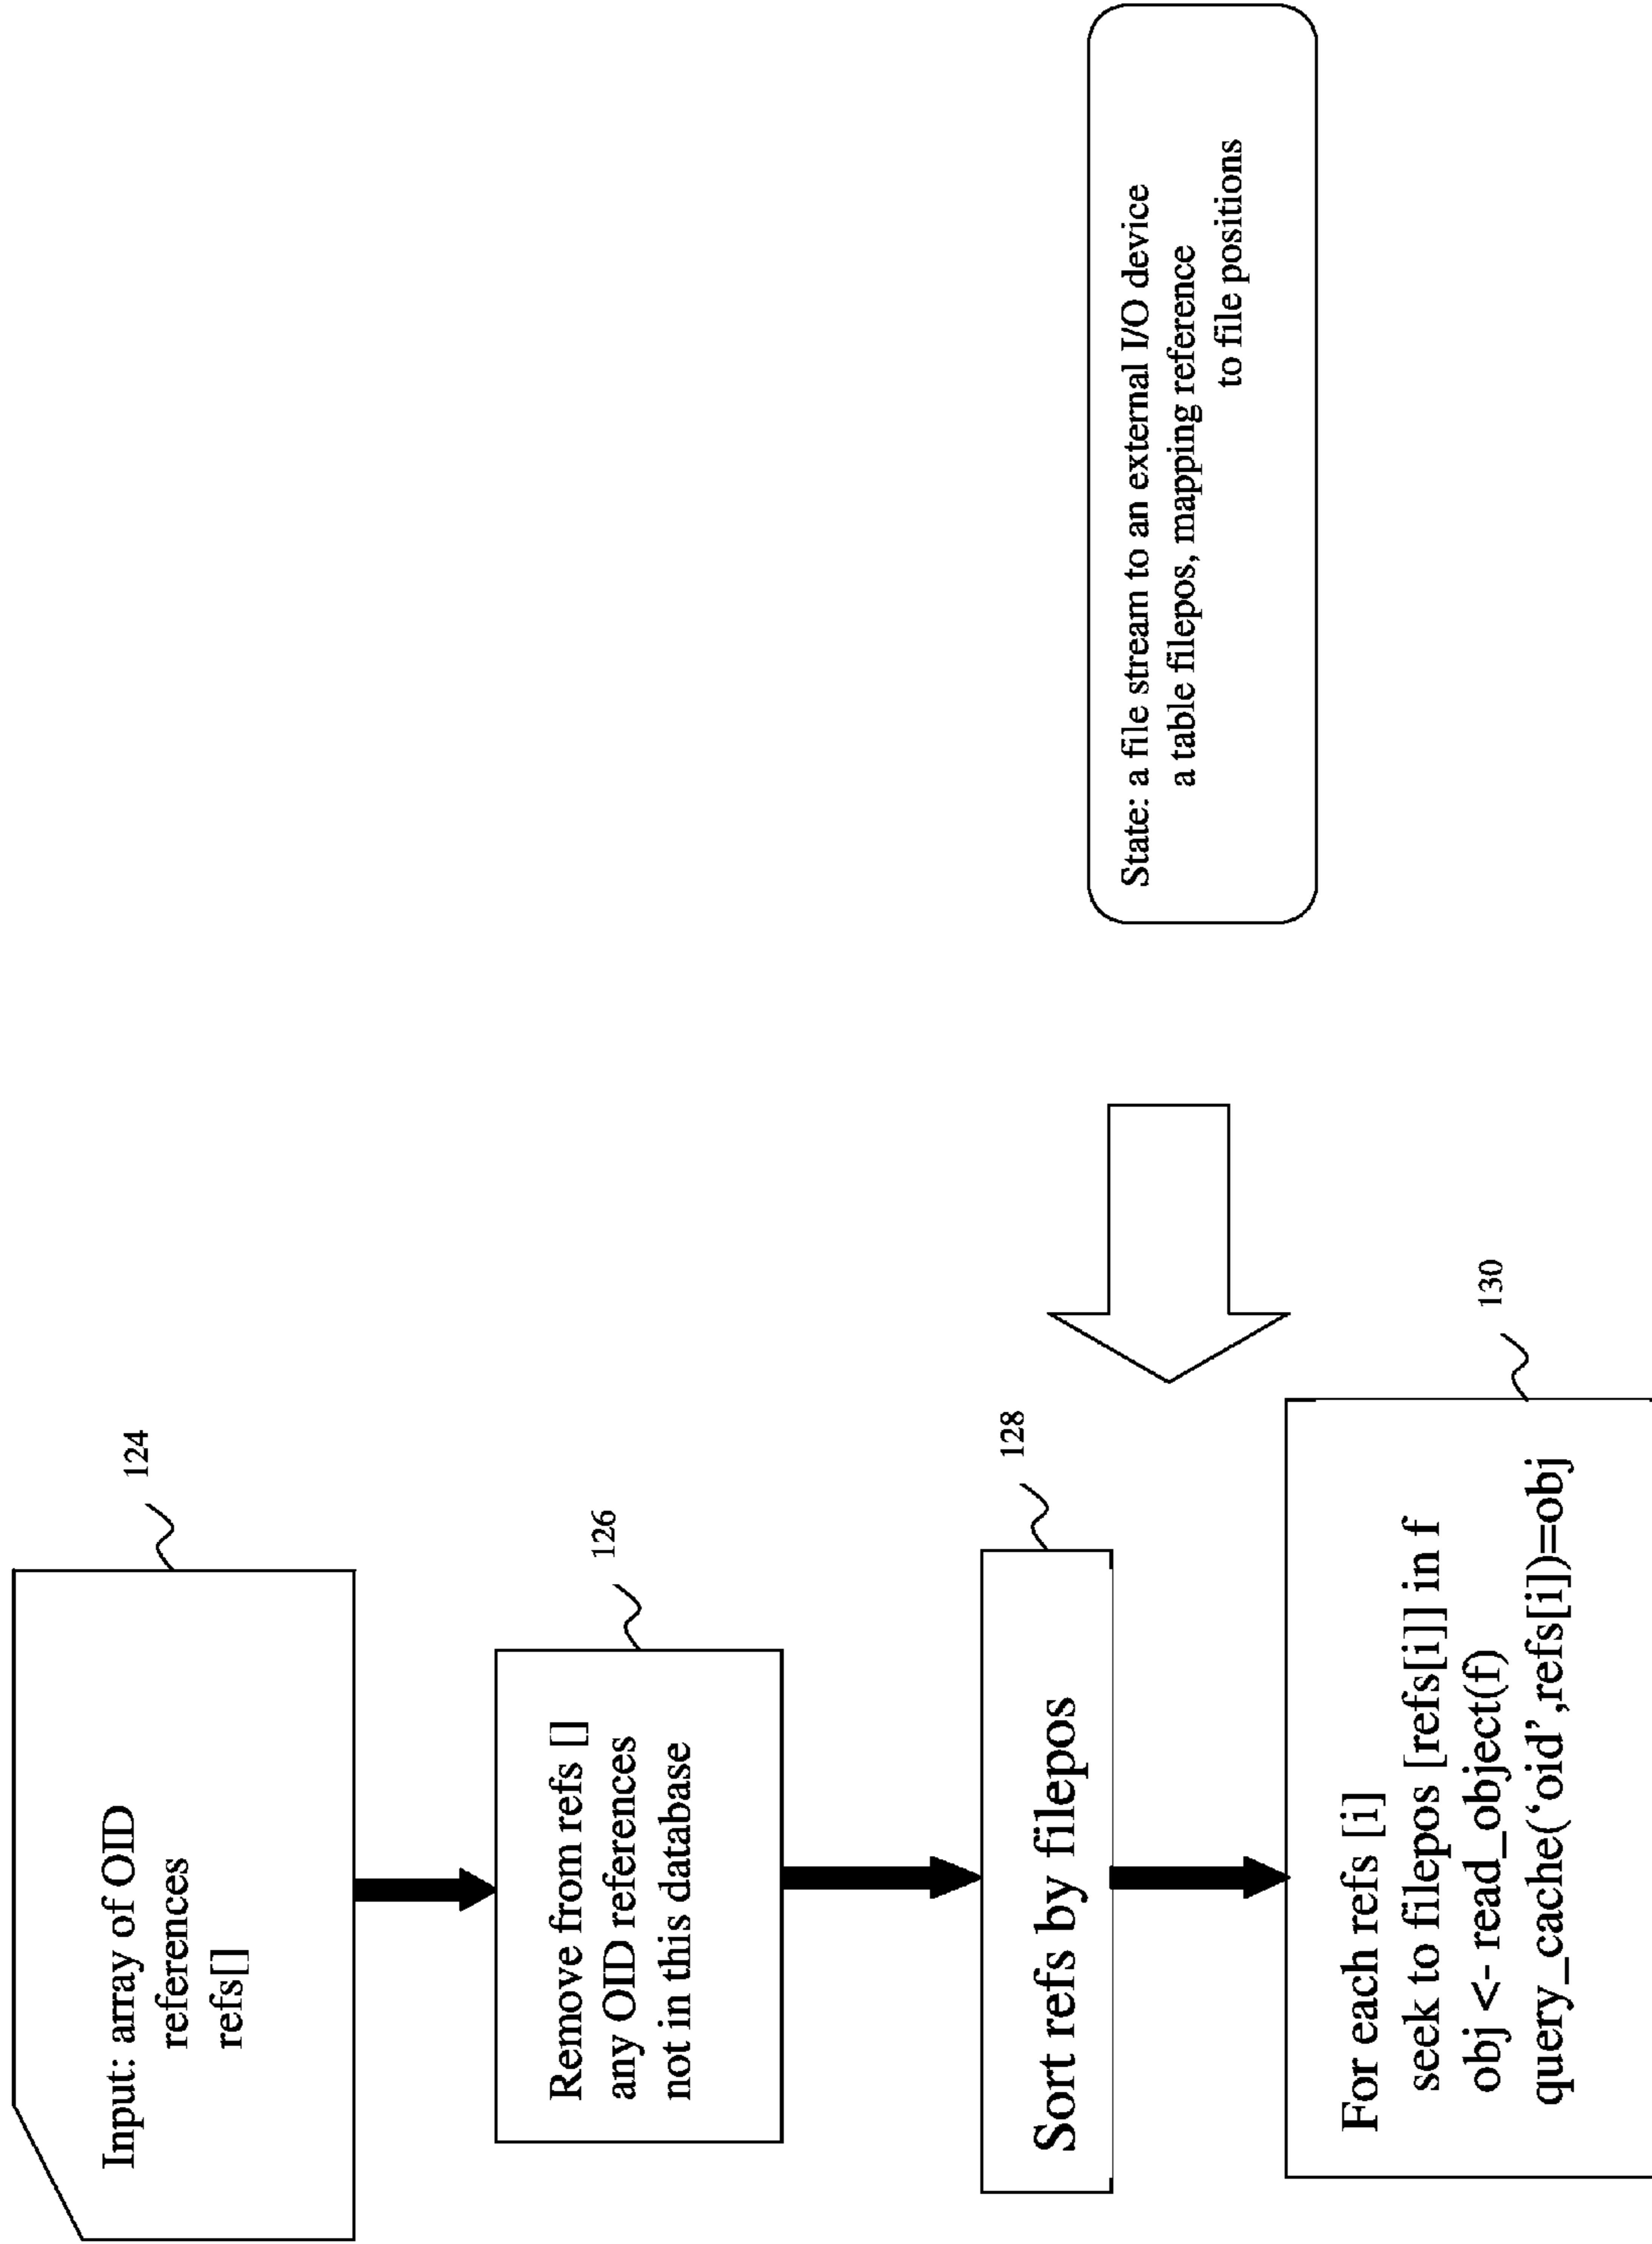 Input: array of OID
references
refs[]
124
Remove from refs []
any OID references
not in this database
126
Sort refs by filepos
128
For each refs [i]
seek to filepos [refs[i]] in f
obj <- read_object(f)
query_cache(‘oid’,refs[i])=obj
130
State: a file stream to an external I/O device
a table filepos, mapping reference
to file positions